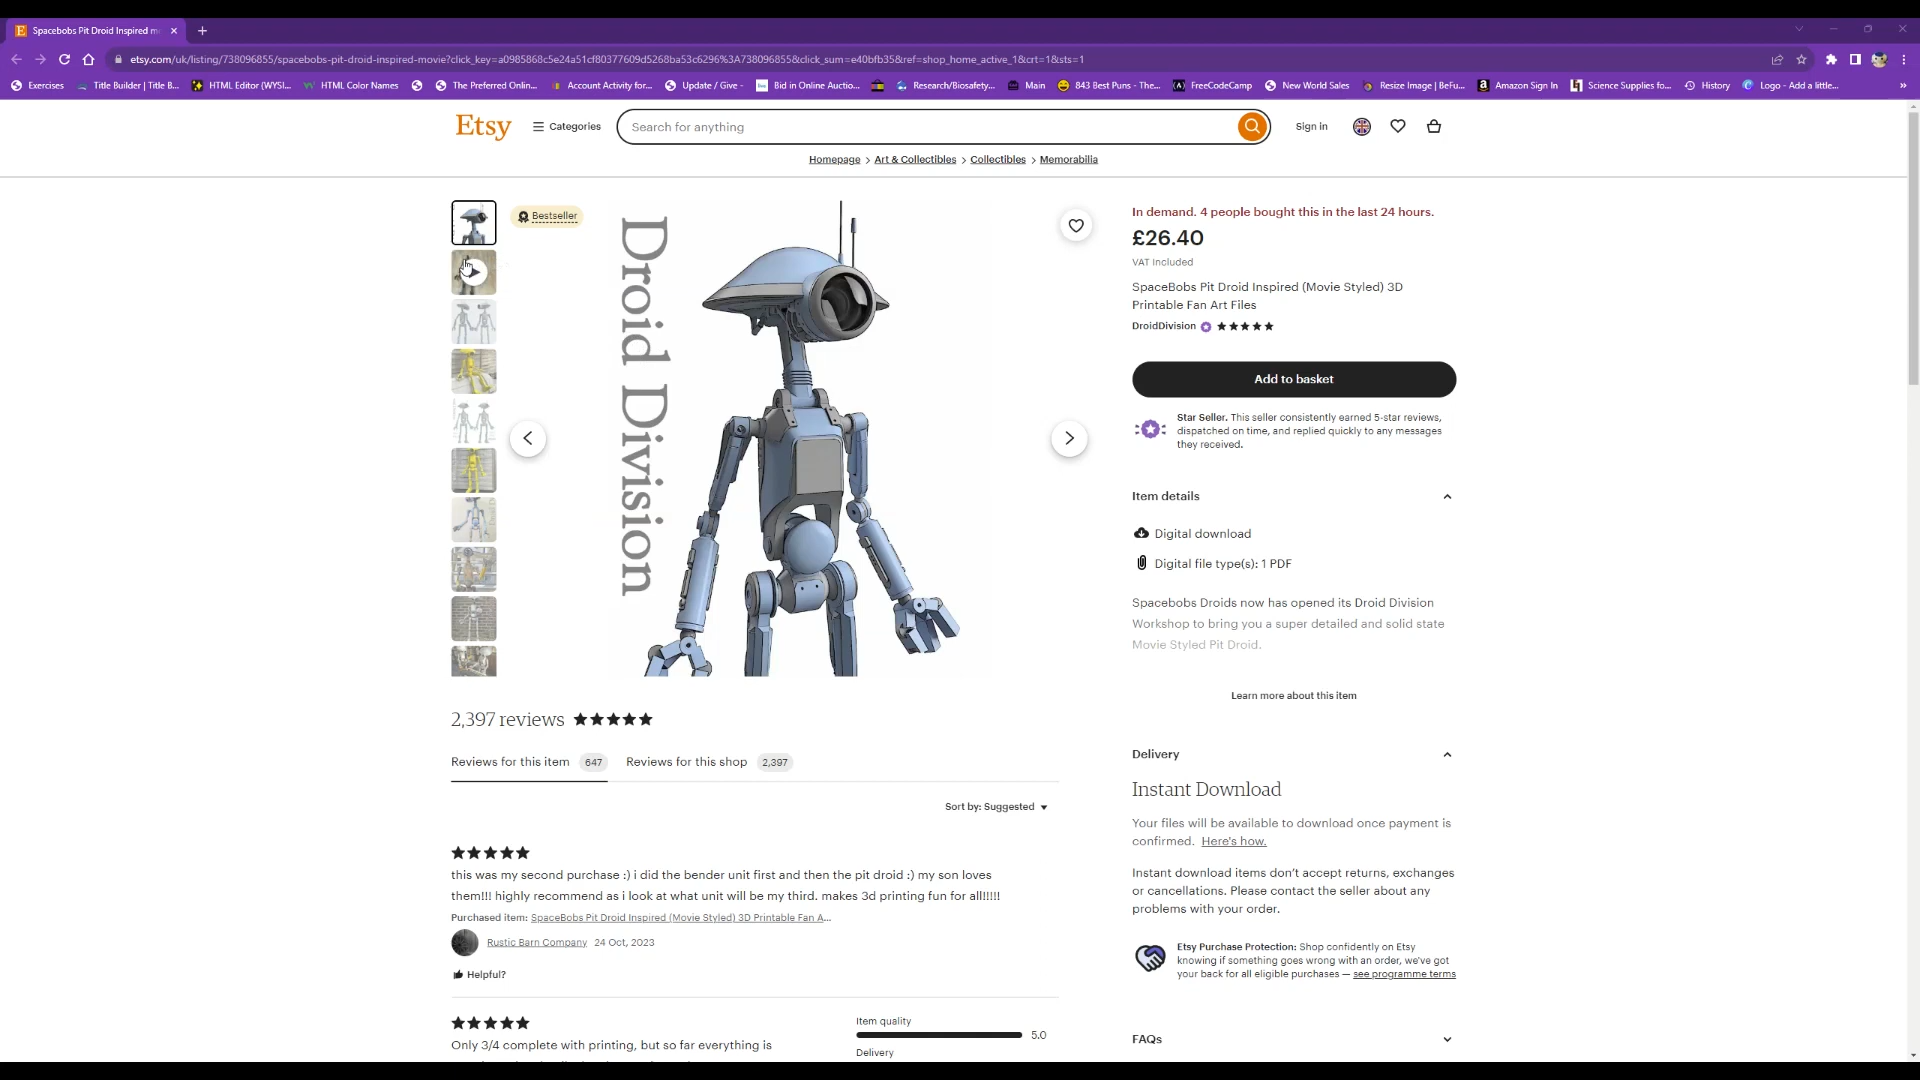 Spacebobs Pit Droid Inspired m
etsy.com/uk/listing/738096855/spacebobs-pit-droid-inspired-movie?click_key=a0985868c5e24a51cf80377609d5268ba53c6296%3A738096855&click_sum=e40bfb35&ref=shop_home_active_1&crt=1&sts=1
Exercises
Title Builder | Title B...
HTML Editor (WYSI...
HTML Color Names
The Preferred Onlin...
Account Activity for...
Update / Give -
Bid in Online Auctio...
Research/Biosafety...
Main
843 Best Puns - The...
FreeCodeCamp
New World Sales
Resize Image | BeFu...
Amazon Sign In
Science Supplies fo...
History
Logo - Add a little...
Etsy
Categories
Search for anything
Sign in
Homepage > Art & Collectibles > Collectibles > Memorabilia
Bestseller
Droid Division
In demand. 4 people bought this in the last 24 hours.
£26.40
VAT Included
SpaceBobs Pit Droid Inspired (Movie Styled) 3D
Printable Fan Art Files
DroidDivision
Add to basket
Star Seller. This seller consistently earned 5-star reviews,
dispatched on time, and replied quickly to any messages
they received.
Item details
Digital download
Digital file type(s): 1 PDF
Spacebobs Droids now has opened its Droid Division
Workshop to bring you a super detailed and solid state
Movie Styled Pit Droid.
Learn more about this item
2,397 reviews
Reviews for this item 647
Reviews for this shop 2,397
Sort by: Suggested
this was my second purchase :) i did the bender unit first and then the pit droid :) my son loves
them!!! highly recommend as i look at what unit will be my third. makes 3d printing fun for all!!!!!
Purchased item: SpaceBobs Pit Droid Inspired (Movie Styled) 3D Printable Fan A...
Rustic Barn Company 24 Oct, 2023
Helpful?
Only 3/4 complete with printing, but so far everything is
Item quality
5.0
Delivery
Delivery
Instant Download
Your files will be available to download once payment is
confirmed. Here's how.
Instant download items don't accept returns, exchanges
or cancellations. Please contact the seller about any
problems with your order.
Etsy Purchase Protection: Shop confidently on Etsy
knowing if something goes wrong with an order, we've got
your back for all eligible purchases — see programme terms
FAQs